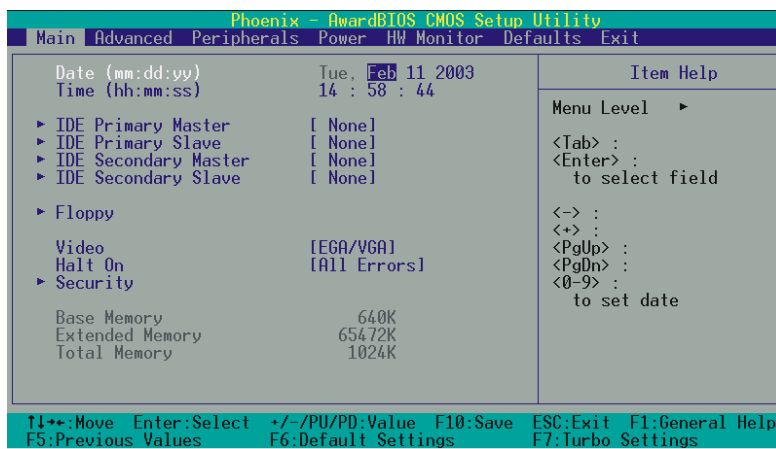 Phoenix - AwardBIOS CMOS Setup Utility
Main Advanced Peripherals Power HW Monitor Defaults Exit
Date (mm:dd:yy) Tue, Feb 11 2003
Time (hh:mm:ss) 14 : 58 : 44
► IDE Primary Master [ None]
► IDE Primary Slave [ None]
► IDE Secondary Master [ None]
► IDE Secondary Slave [ None]
► Floppy
Video [EGA/VGA]
Halt On [All Errors]
► Security
Base Memory 640K
Extended Memory 65472K
Total Memory 1024K
Item Help
Menu Level ►
<Tab> :
<Enter> :
to select field
<-> :
<+> :
<PgUp> :
<PgDn> :
<0-9> :
to set date
↑↓→←:Move Enter:Select +/-/PU/PD:Value F10:Save ESC:Exit F1:General Help
F5:Previous Values F6:Default Settings F7:Turbo Settings